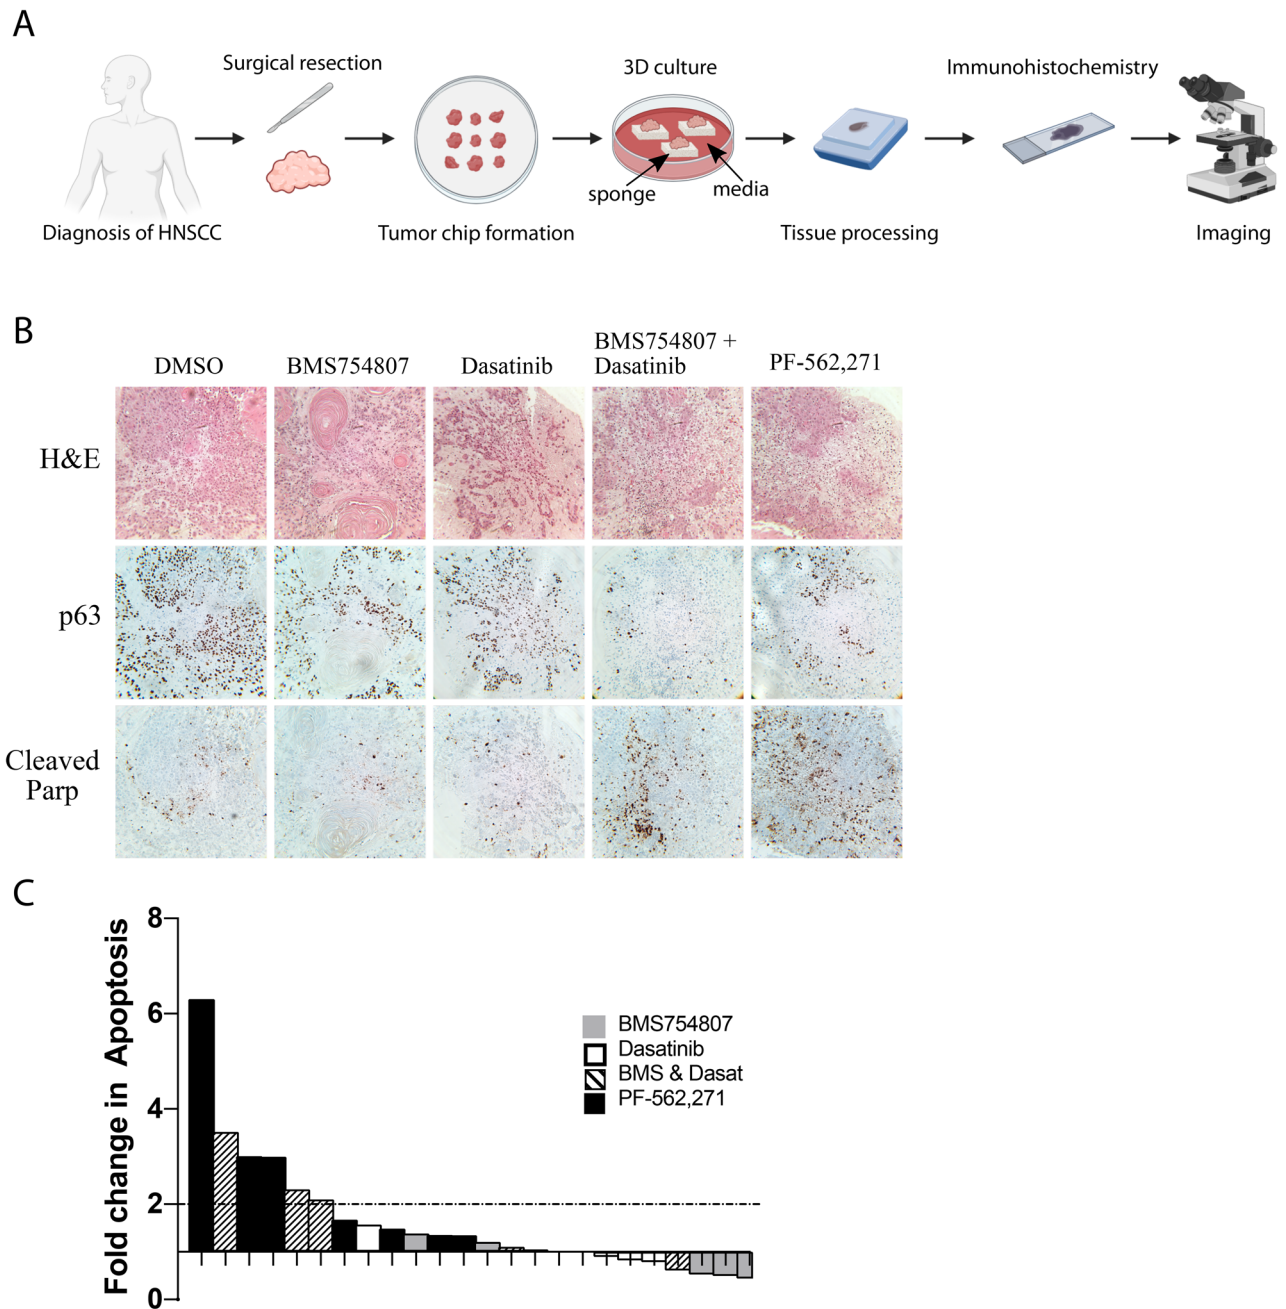 A
Surgical resection
3D culture
Immunohistochemistry
sponge
media
Diagnosis of HNSCC
Tumor chip formation
Tissue processing
Imaging
B
DMSO
BMS754807
Dasatinib
BMS754807 +
Dasatinib
PF-562,271
H&E
p63
Cleaved
Parp
C
Fold change in Apoptosis
8
6
4
2
0
BMS754807
Dasatinib
BMS & Dasat
PF-562,271